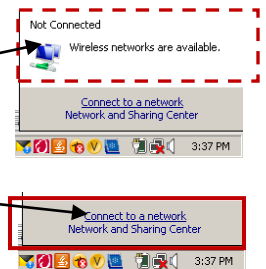 Not Connected
Wireless networks are available.
Connect to a network
Network and Sharing Center
3:37 PM
Connect to a network
Network and Sharing Center
3:37 PM